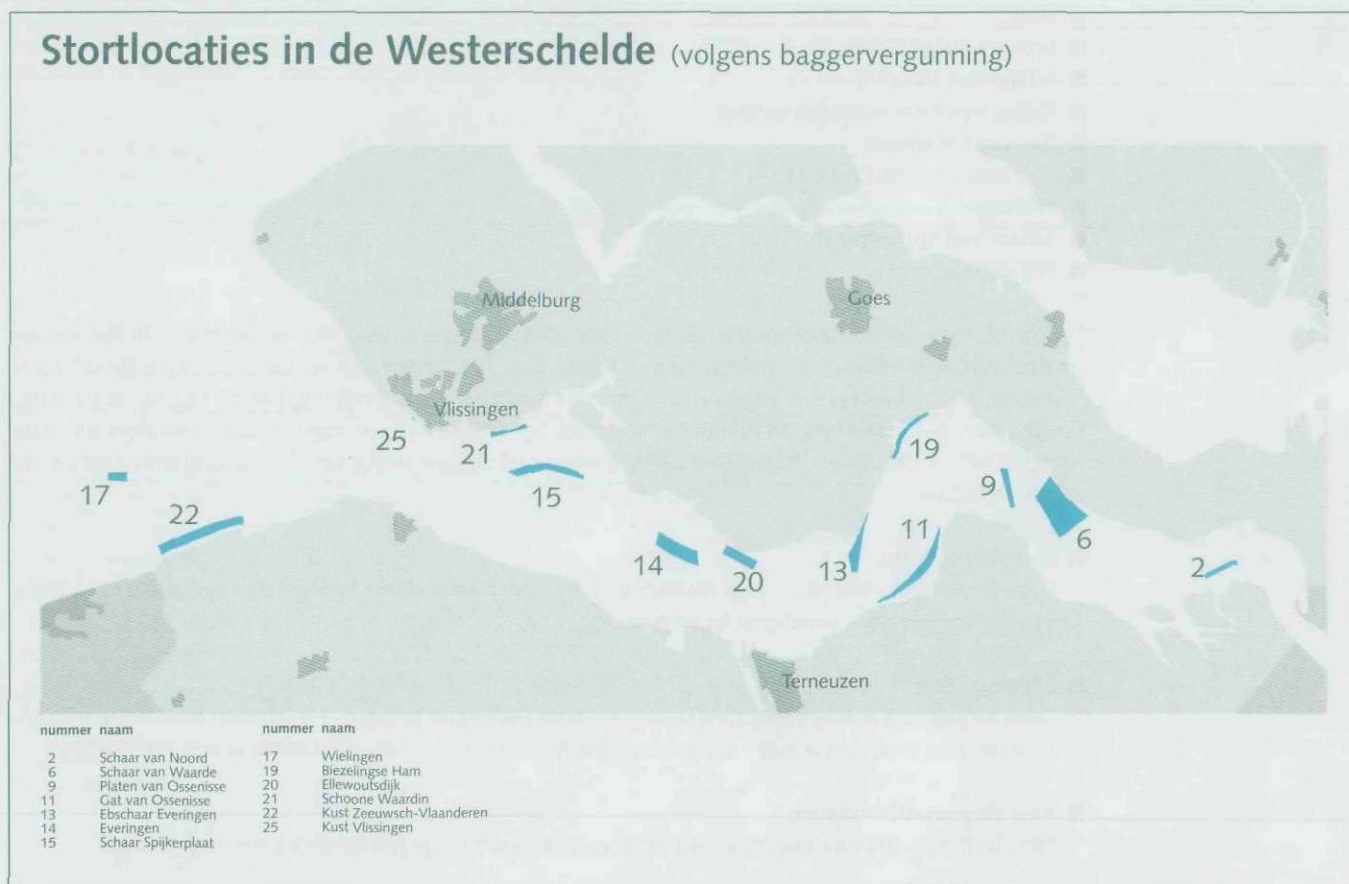 Stortlocaties in de Westerschelde (volgens baggervergunning)
Middelburg
Goes
Vlissingen
25
21
19
17
15
9
22
11
6
14
20
13
2
Terneuzen
nummer naam nummer naam
2 Schaar van Noord 17 Wielingen
6 Schaar van Waarde 19 Biezelingse Ham
9 Platen van Ossenisse 20 Ellewoutsdijk
11 Gat van Ossenisse 21 Schoone Waardin
13 Ebschaar Everingen 22 Kust Zeeuwsch-Vlaanderen
14 Everingen 25 Kust Vlissingen
15 Schaar Spijkerplaat